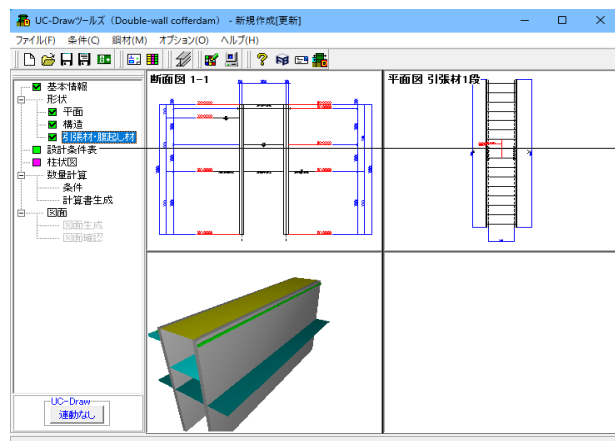 UC-Drawツールズ（Double-wall cofferdam） - 新規作成[更新]
ファイル(F) 条件(C) 鋼材(M) オプション(O) ヘルプ(H)
基本情報
形状
平面
構造
引張材・腹起し材
設計条件表
柱状図
数量計算
条件
計算書生成
図面
図面生成
図面確認
UC-Draw
連動なし
断面図 1-1
平面図 引張材1段